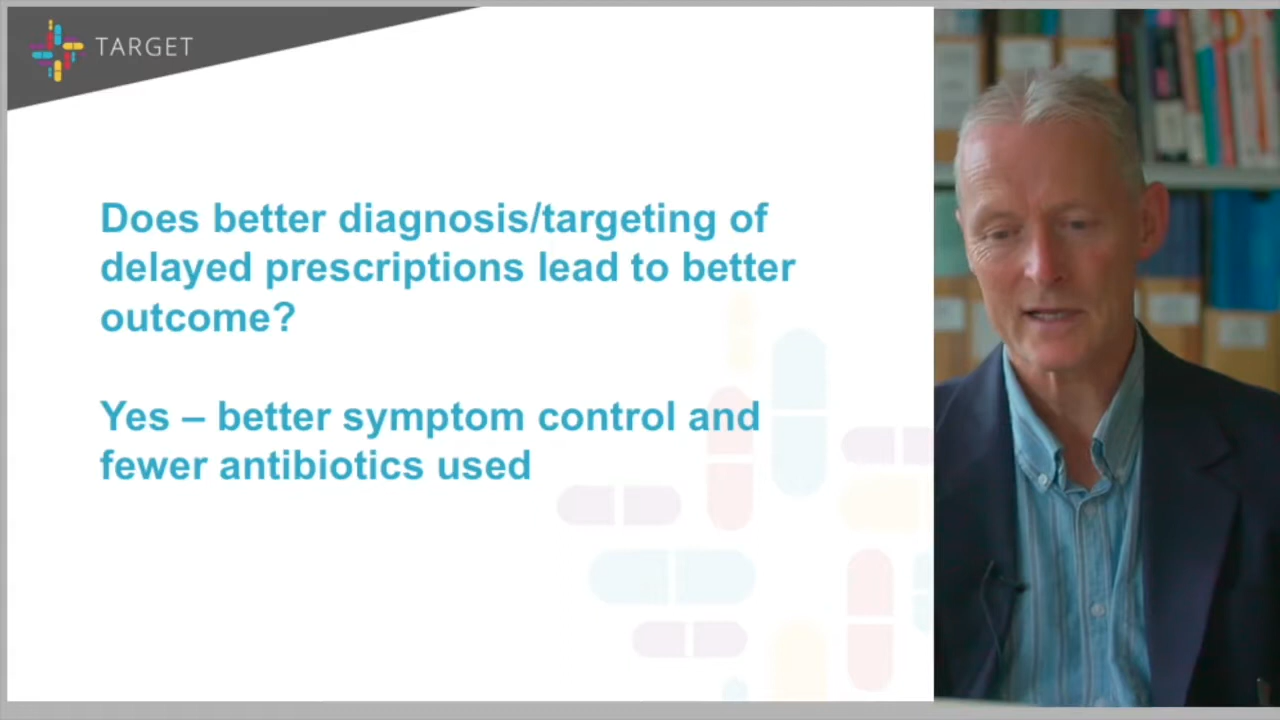 TARGET
Does better diagnosis/targeting of
delayed prescriptions lead to better
outcome?
Yes – better symptom control and
fewer antibiotics used